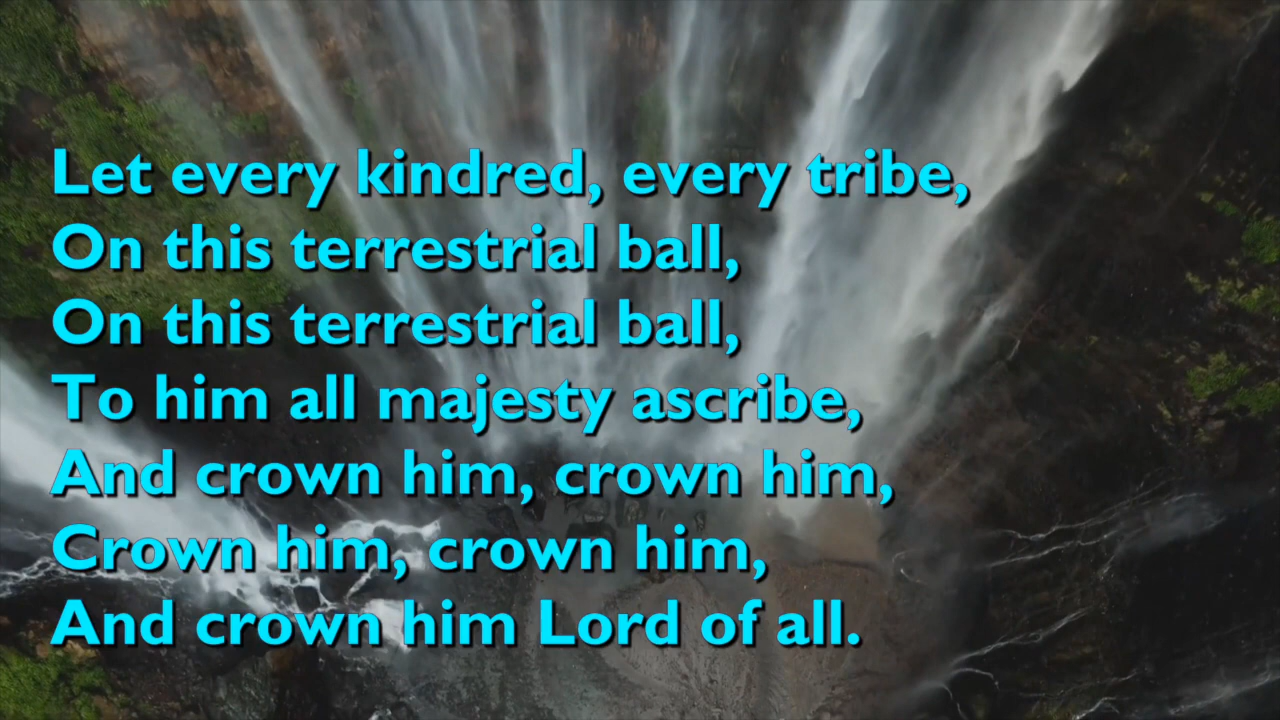 Let every kindred, every tribe,
On this terrestrial ball,
On this terrestrial ball,
To him all majesty ascribe,
And crown him, crown him,
Crown him, crown him,
And crown him Lord of all.